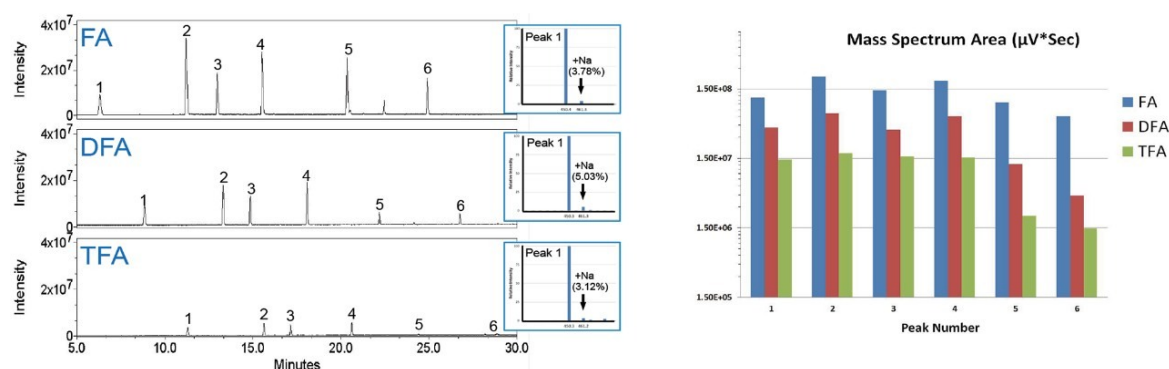 FA
Intensity
4x10⁷
2x10⁷
0
1
2
3
4
5
6
Peak 1
+Na
(3.78%)
DFA
Intensity
4x10⁷
2x10⁷
0
1
2
3
4
5
6
Peak 1
+Na
(5.03%)
TFA
Intensity
4x10⁷
2x10⁷
0
1
2
3
4
5
6
Peak 1
+Na
(3.12%)
5.0 10.0 15.0 20.0 25.0 30.0
Minutes
Mass Spectrum Area (µV*Sec)
1.50E+08
1.50E+07
1.50E+06
1.50E+05
1 2 3 4 5 6
Peak Number
FA
DFA
TFA